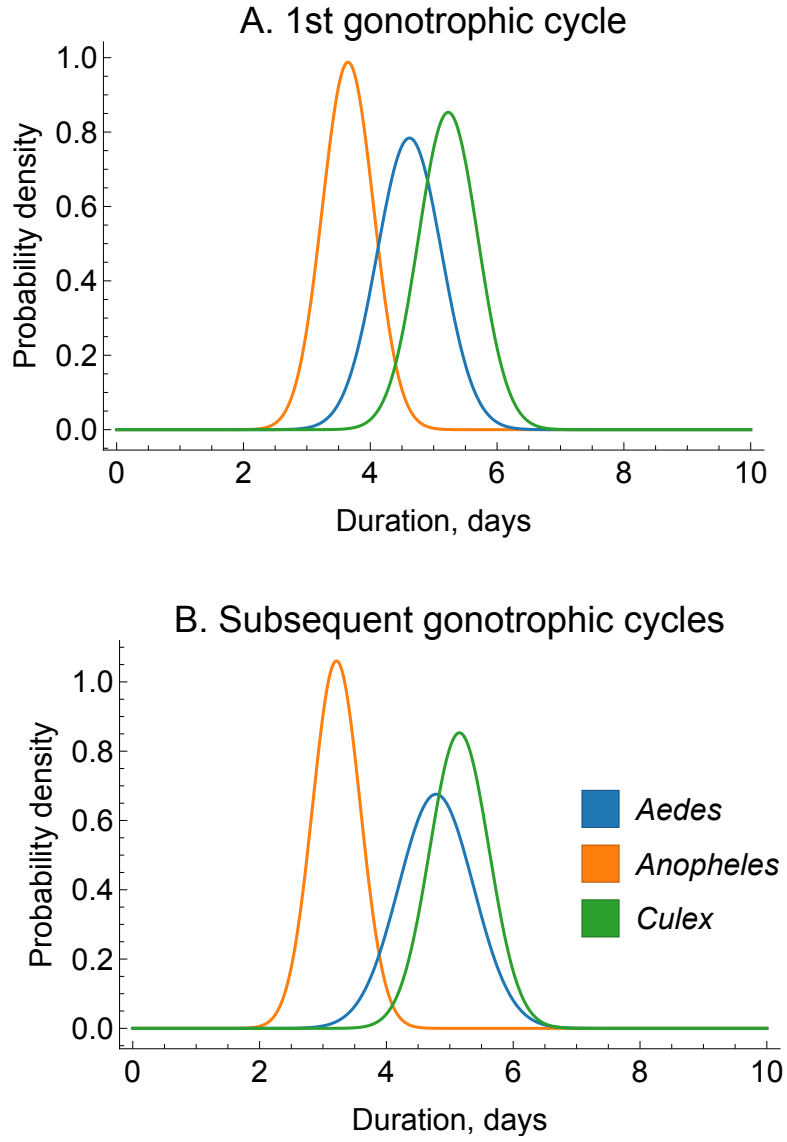 A. 1st gonotrophic cycle
1.0
0.8
0.6
0.4
0.2
0.0
Probability density
0 2 4 6 8 10
Duration, days
B. Subsequent gonotrophic cycles
1.0
0.8
0.6
0.4
0.2
0.0
Probability density
Aedes
Anopheles
Culex
0 2 4 6 8 10
Duration, days